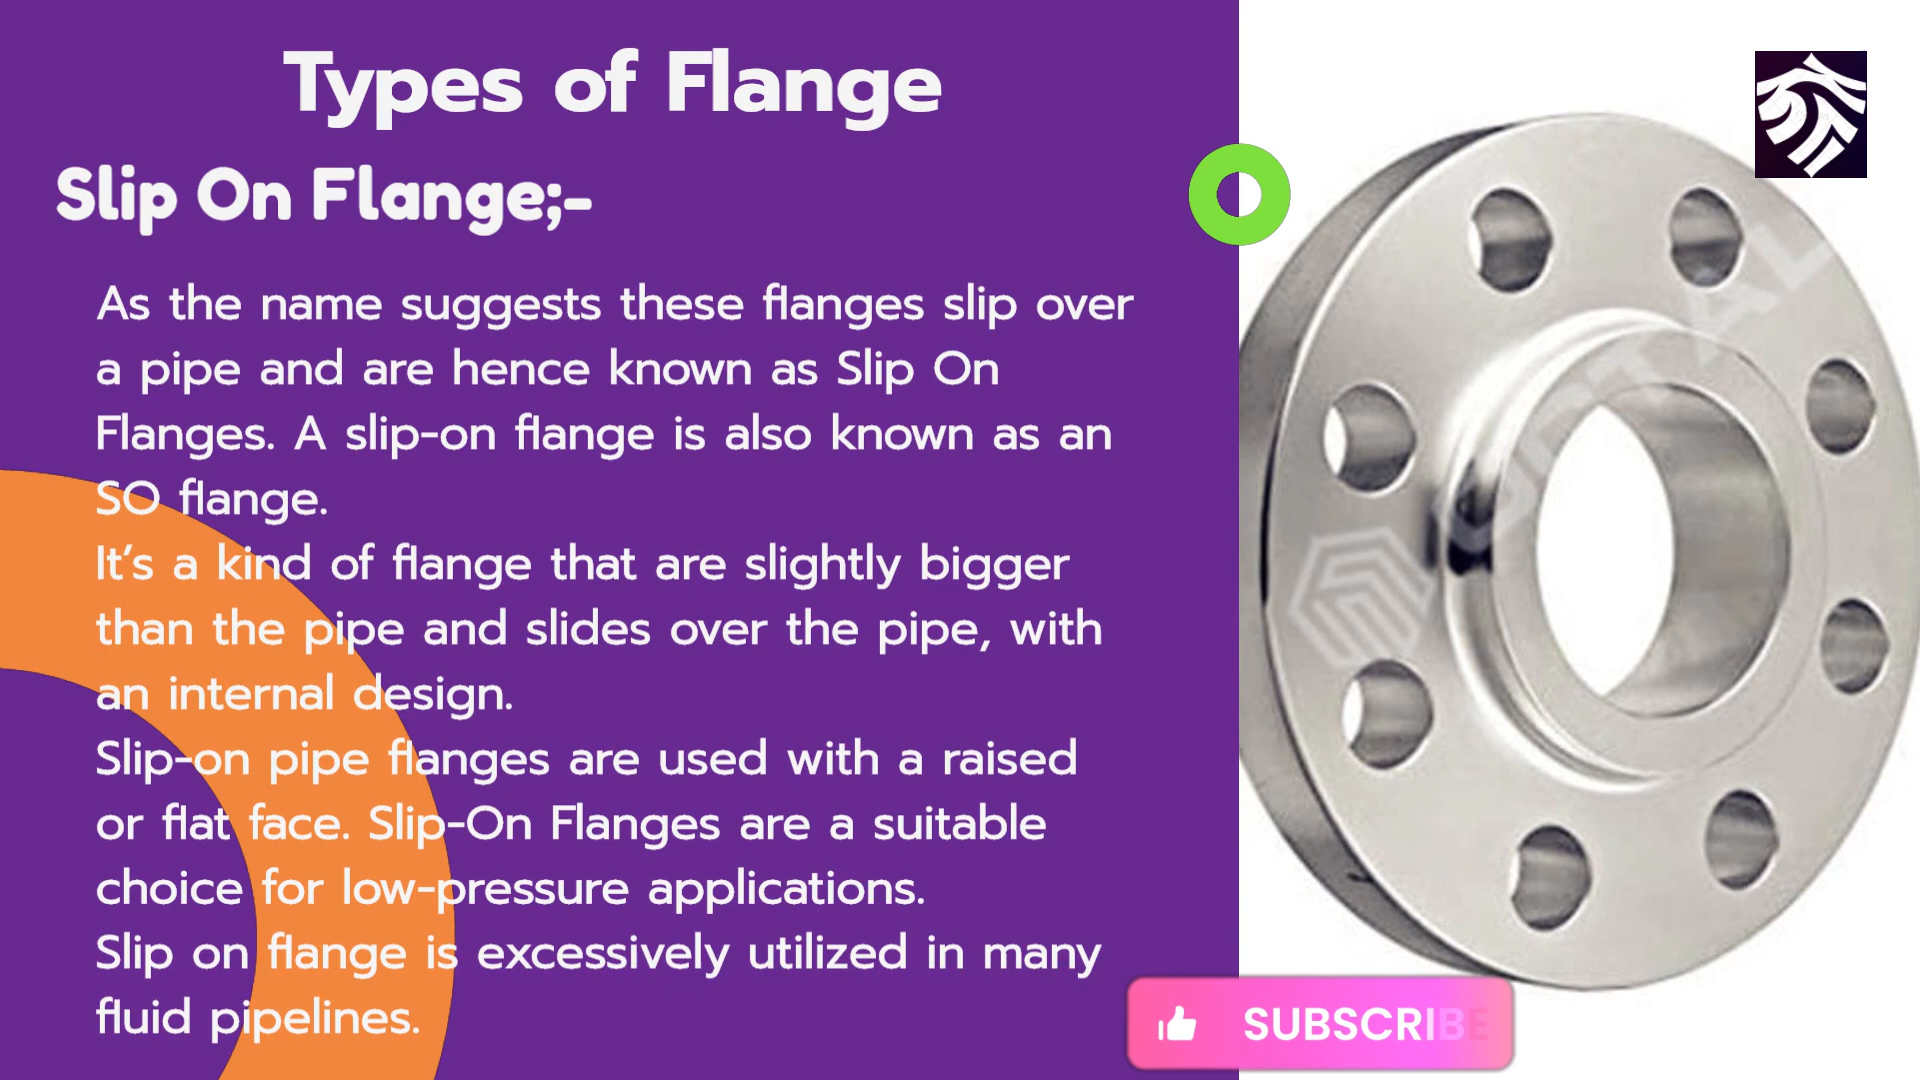 Types of Flange
Slip On Flange;-
As the name suggests these flanges slip over
a pipe and are hence known as Slip On
Flanges. A slip-on flange is also known as an
SO flange.
It's a kind of flange that are slightly bigger
than the pipe and slides over the pipe, with
an internal design.
Slip-on pipe flanges are used with a raised
or flat face. Slip-On Flanges are a suitable
choice for low-pressure applications.
Slip on flange is excessively utilized in many
fluid pipelines.
SUBSCRIBE